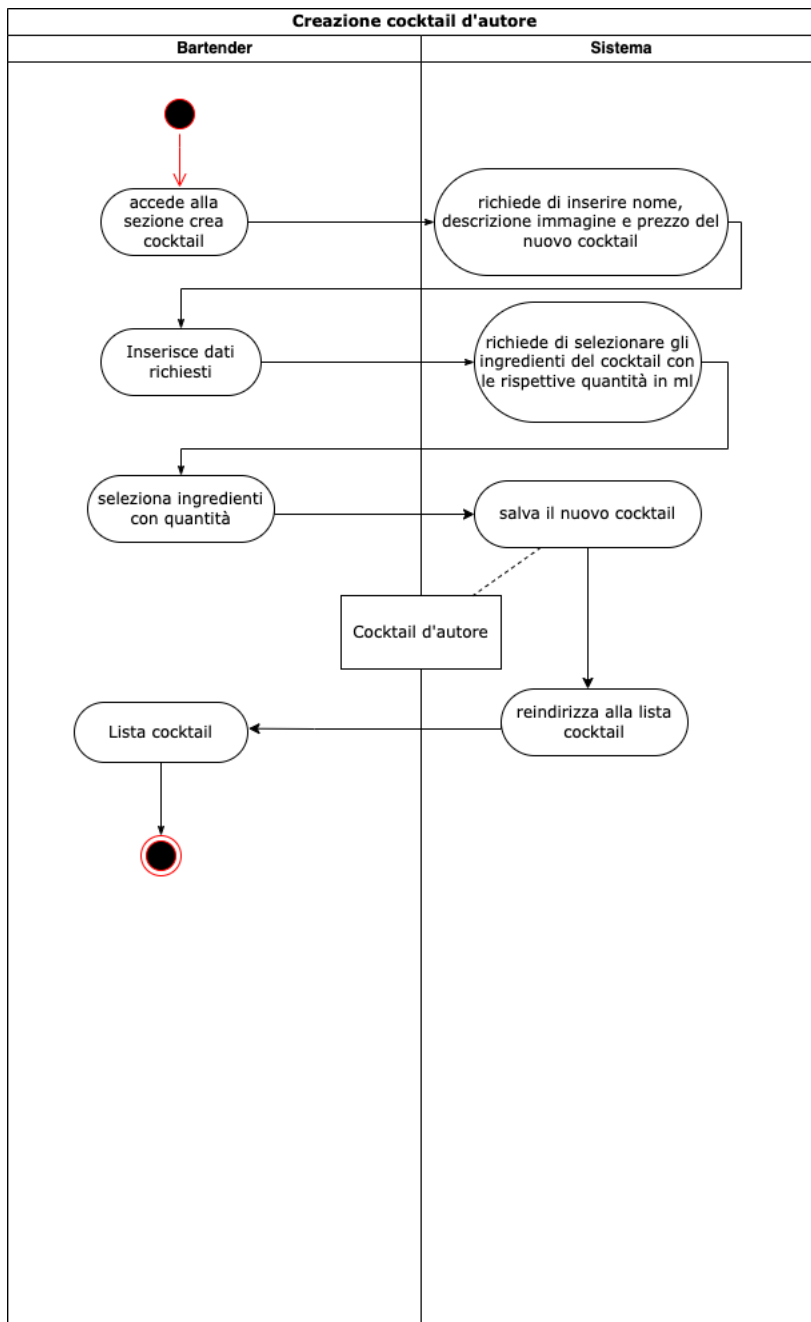 Creazione cocktail d'autore
Bartender
Sistema
accede alla
sezione crea
cocktail
richiede di inserire nome,
descrizione immagine e prezzo del
nuovo cocktail
Inserisce dati
richiesti
richiede di selezionare gli
ingredienti del cocktail con
le rispettive quantità in ml
seleziona ingredienti
con quantità
salva il nuovo cocktail
Cocktail d'autore
reindirizza alla lista
cocktail
Lista cocktail